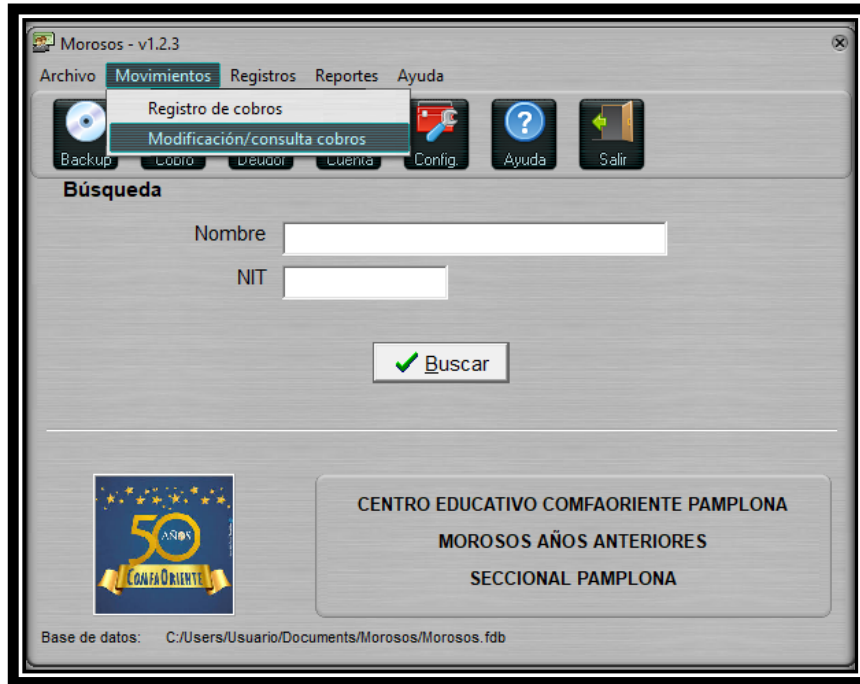 Morosos - v1.2.3
Archivo Movimientos Registros Reportes Ayuda
Registro de cobros
Modificación/consulta cobros
Backup Cobro Deudor Cuenta Config. Ayuda Salir
Búsqueda
Nombre
NIT
Buscar
50
AÑOS
COMFAORIENTE
CENTRO EDUCATIVO COMFAORIENTE PAMPLONA
MOROSOS AÑOS ANTERIORES
SECCIONAL PAMPLONA
Base de datos: C:/Users/Usuario/Documents/Morosos/Morosos.fdb